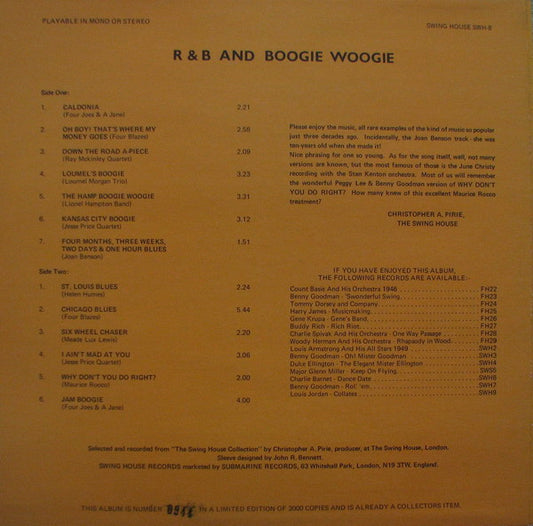 PLAYABLE IN MONO OR STEREO
SWING HOUSE SWH-8
R & B AND BOOGIE WOOGIE
Side One:
1. CALDONIA 2.21
(Four Joes & A Jane)
2. OH BOY! THAT'S WHERE MY
MONEY GOES (Four Blazes) 2.58
3. DOWN THE ROAD A-PIECE 2.09
(Ray McKinley Quartet)
4. LOUMEL'S BOOGIE 3.23
(Loumel Morgan Trio)
5. THE HAMP BOOGIE WOOGIE 3.31
(Lionel Hampton Band)
6. KANSAS CITY BOOGIE 3.12
(Jesse Price Quartet)
7. FOUR MONTHS, THREE WEEKS, 1.51
TWO DAYS & ONE HOUR BLUES
(Joan Benson)
Side Two:
1. ST. LOUIS BLUES 2.24
(Helen Humes)
2. CHICAGO BLUES 5.44
(Four Blazes)
3. SIX WHEEL CHASER 2.20
(Meade Lux Lewis)
4. I AIN'T MAD AT YOU 3.06
(Jesse Price Quartet)
5. WHY DON'T YOU DO RIGHT? 2.00
(Maurice Rocco)
6. JAM BOOGIE 4.00
(Four Joes & A Jane)
Please enjoy the music, all rare examples of the kind of music so popular
just three decades ago. Incidentally, the Joan Benson track - she was
ten-years old when she made it!
Nice phrasing for one so young. As for the song itself, well, not many
versions are known, but the most famous of those is the June Christy
recording with the Stan Kenton orchestra. Most of us will remember
the wonderful Peggy Lee & Benny Goodman version of WHY DON'T
YOU DO RIGHT? How many knew of this excellent Maurice Rocco
treatment?
CHRISTOPHER A, PIRIE,
THE SWING HOUSE
IF YOU HAVE ENJOYED THIS ALBUM,
THE FOLLOWING RECORDS ARE AVAILABLE:-
Count Basie And His Orchestra 1946 FH22
Benny Goodman - 'Swonderful Swing FH23
Tommy Dorsey and Company FH24
Harry James - Musicmaking FH25
Gene Krupa - Gene's Band FH26
Buddy Rich - Rich Riot FH27
Charlie Spivak And His Orchestra - One Way Passage FH28
Woody Herman And His Orchestra - Rhapsody in Wood FH29
Louis Armstrong And His All Stars 1949 SWH2
Benny Goodman - Oh! Mister Goodman SWH3
Duke Ellington - The Elegant Mister Ellington SWH4
Major Glenn Miller - Keep On Flying SWS5
Charlie Barnet - Dance Date SWH6
Benny Goodman - Roll 'em SWH7
Louis Jordan - Collates SWH9
Selected and recorded from "The Swing House Collection" by Christopher A. Pirie, producer, at The Swing House, London.
Sleeve designed by John R. Bennett.
SWING HOUSE RECORDS marketed by SUBMARINE RECORDS, 63 Whitehall Park, London, N19 3TW, England.
THIS ALBUM IS NUMBER IN A LIMITED EDITION OF 2000 COPIES AND IS ALREADY A COLLECTORS ITEM.